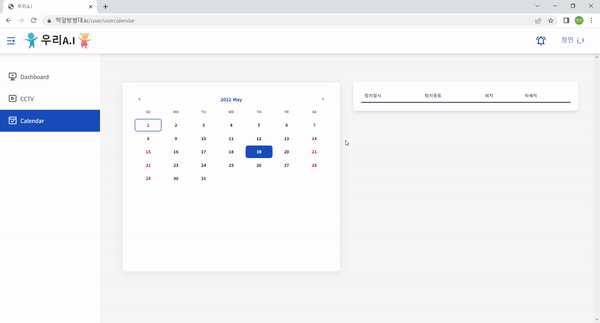 우리A.I
빅알방범대.kr/user/usercalendar
우리A.I
장민
Dashboard
CCTV
Calendar
2022 May
SU MO TU WE TH FR SA
1 2 3 4 5 6 7
8 9 10 11 12 13 14
15 16 17 18 19 20 21
22 23 24 25 26 27 28
29 30 31
탐지일시 탐지종류 위치 자세히